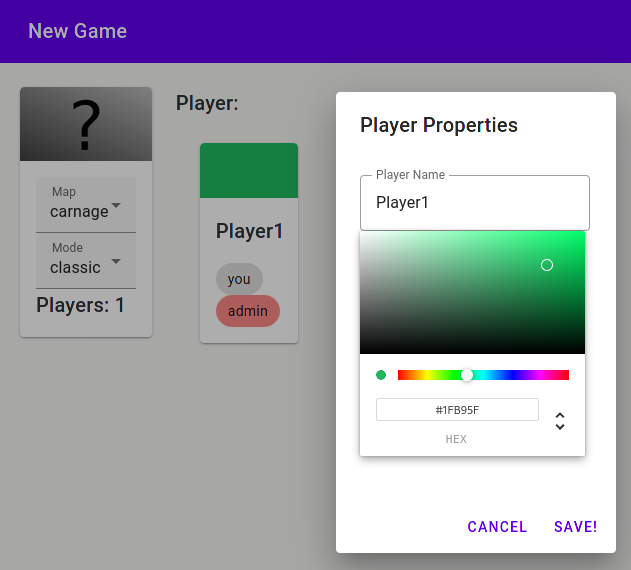 New Game
?
Map
carnage
Mode
classic
Players: 1
Player:
Player1
you
admin
Player Properties
Player Name
Player1
#1FB95F
HEX
CANCEL
SAVE!